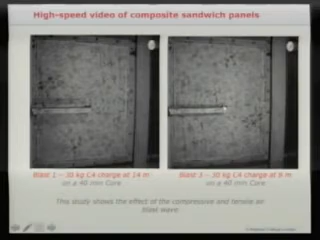 High-speed video of composite sandwich panels
Blast 1 – 30 kg C4 charge at 14 m
on a 40 mm Core
Blast 3 – 30 kg C4 charge at 8 m
on a 40 mm Core
This study shows the effect of the compressive and tensile air
blast wave